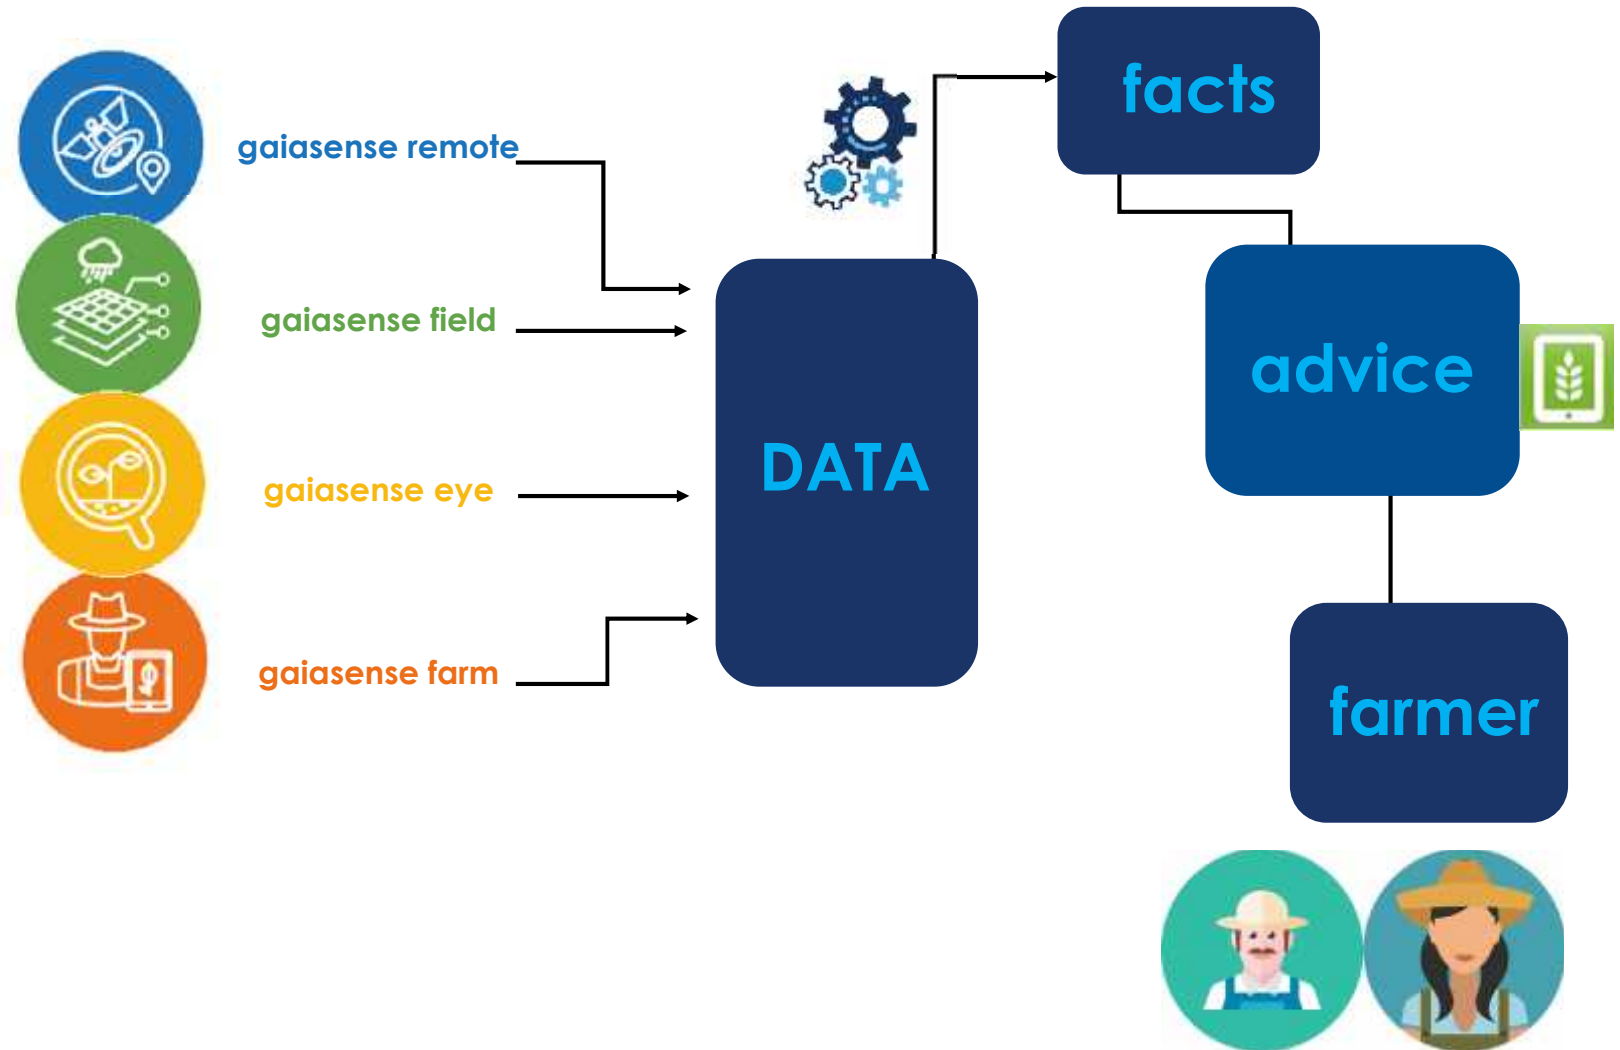 gaiasense remote
gaiasense field
gaiasense eye
gaiasense farm
DATA
facts
advice
farmer